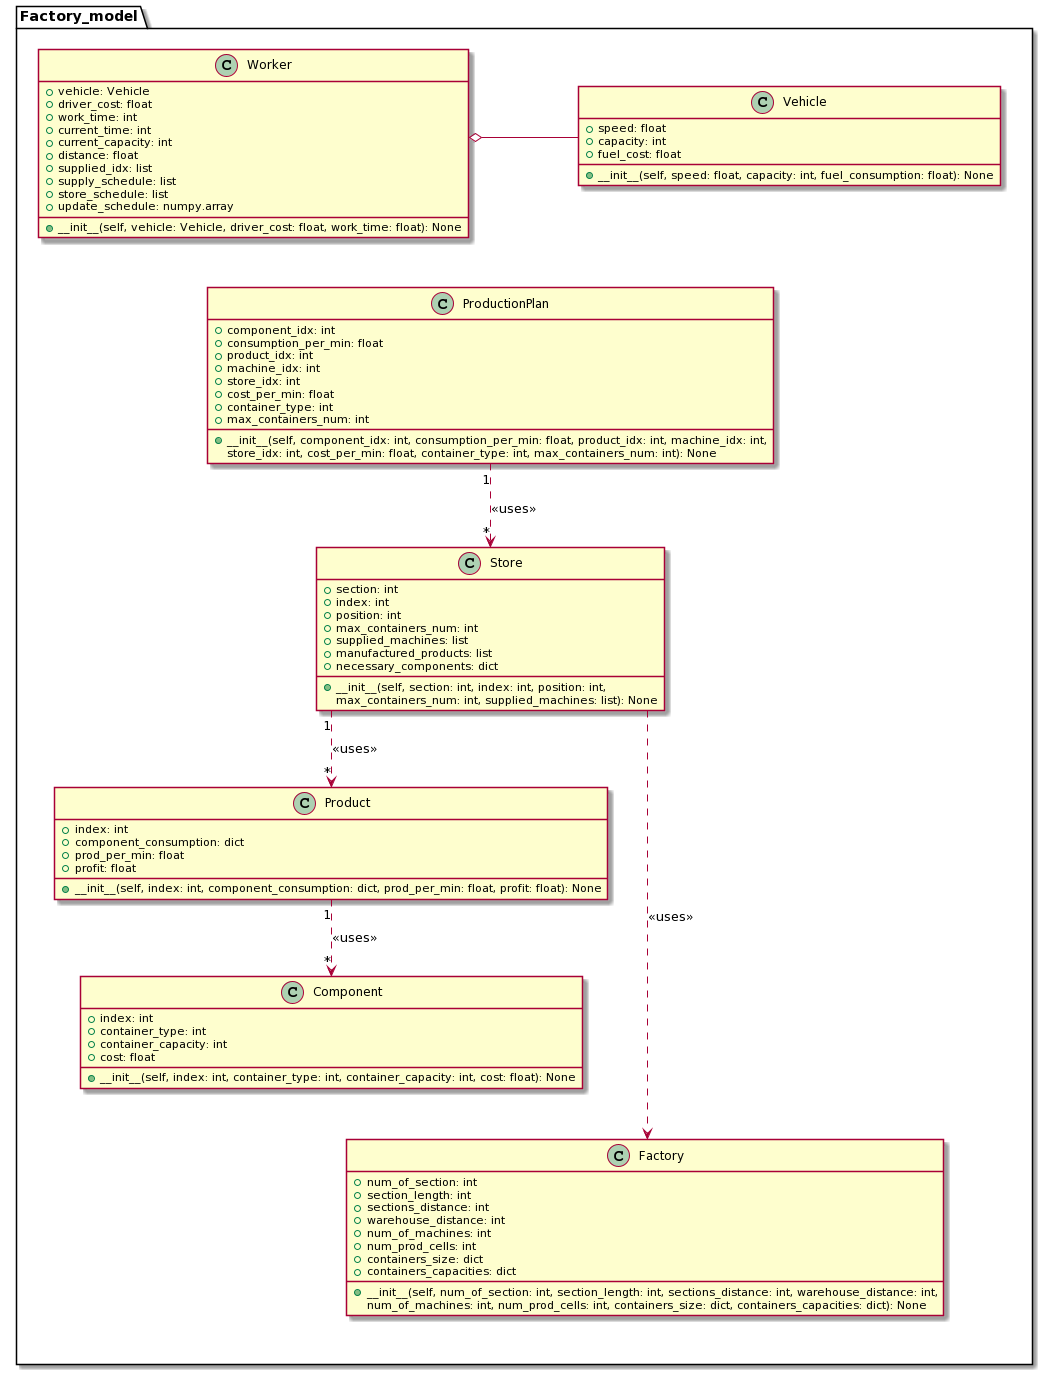 Factory_model
C Worker
vehicle: Vehicle
driver_cost: float
work_time: int
current_time: int
current_capacity: int
distance: float
supplied_idx: list
supply_schedule: list
store_schedule: list
update_schedule: numpy.array
__init__(self, vehicle: Vehicle, driver_cost: float, work_time: float): None
C Vehicle
speed: float
capacity: int
fuel_cost: float
__init__(self, speed: float, capacity: int, fuel_consumption: float): None
C ProductionPlan
component_idx: int
consumption_per_min: float
product_idx: int
machine_idx: int
store_idx: int
cost_per_min: float
container_type: int
max_containers_num: int
__init__(self, component_idx: int, consumption_per_min: float, product_idx: int, machine_idx: int,
store_idx: int, cost_per_min: float, container_type: int, max_containers_num: int): None
1
«uses»
*
C Store
section: int
index: int
position: int
max_containers_num: int
supplied_machines: list
manufactured_products: list
necessary_components: dict
__init__(self, section: int, index: int, position: int,
max_containers_num: int, supplied_machines: list): None
1
«uses»
*
C Product
index: int
component_consumption: dict
prod_per_min: float
profit: float
__init__(self, index: int, component_consumption: dict, prod_per_min: float, profit: float): None
1
«uses»
«uses»
*
C Component
index: int
container_type: int
container_capacity: int
cost: float
__init__(self, index: int, container_type: int, container_capacity: int, cost: float): None
C Factory
num_of_section: int
section_length: int
sections_distance: int
warehouse_distance: int
num_of_machines: int
num_prod_cells: int
containers_size: dict
containers_capacities: dict
__init__(self, num_of_section: int, section_length: int, sections_distance: int, warehouse_distance: int,
num_of_machines: int, num_prod_cells: int, containers_size: dict, containers_capacities: dict): None